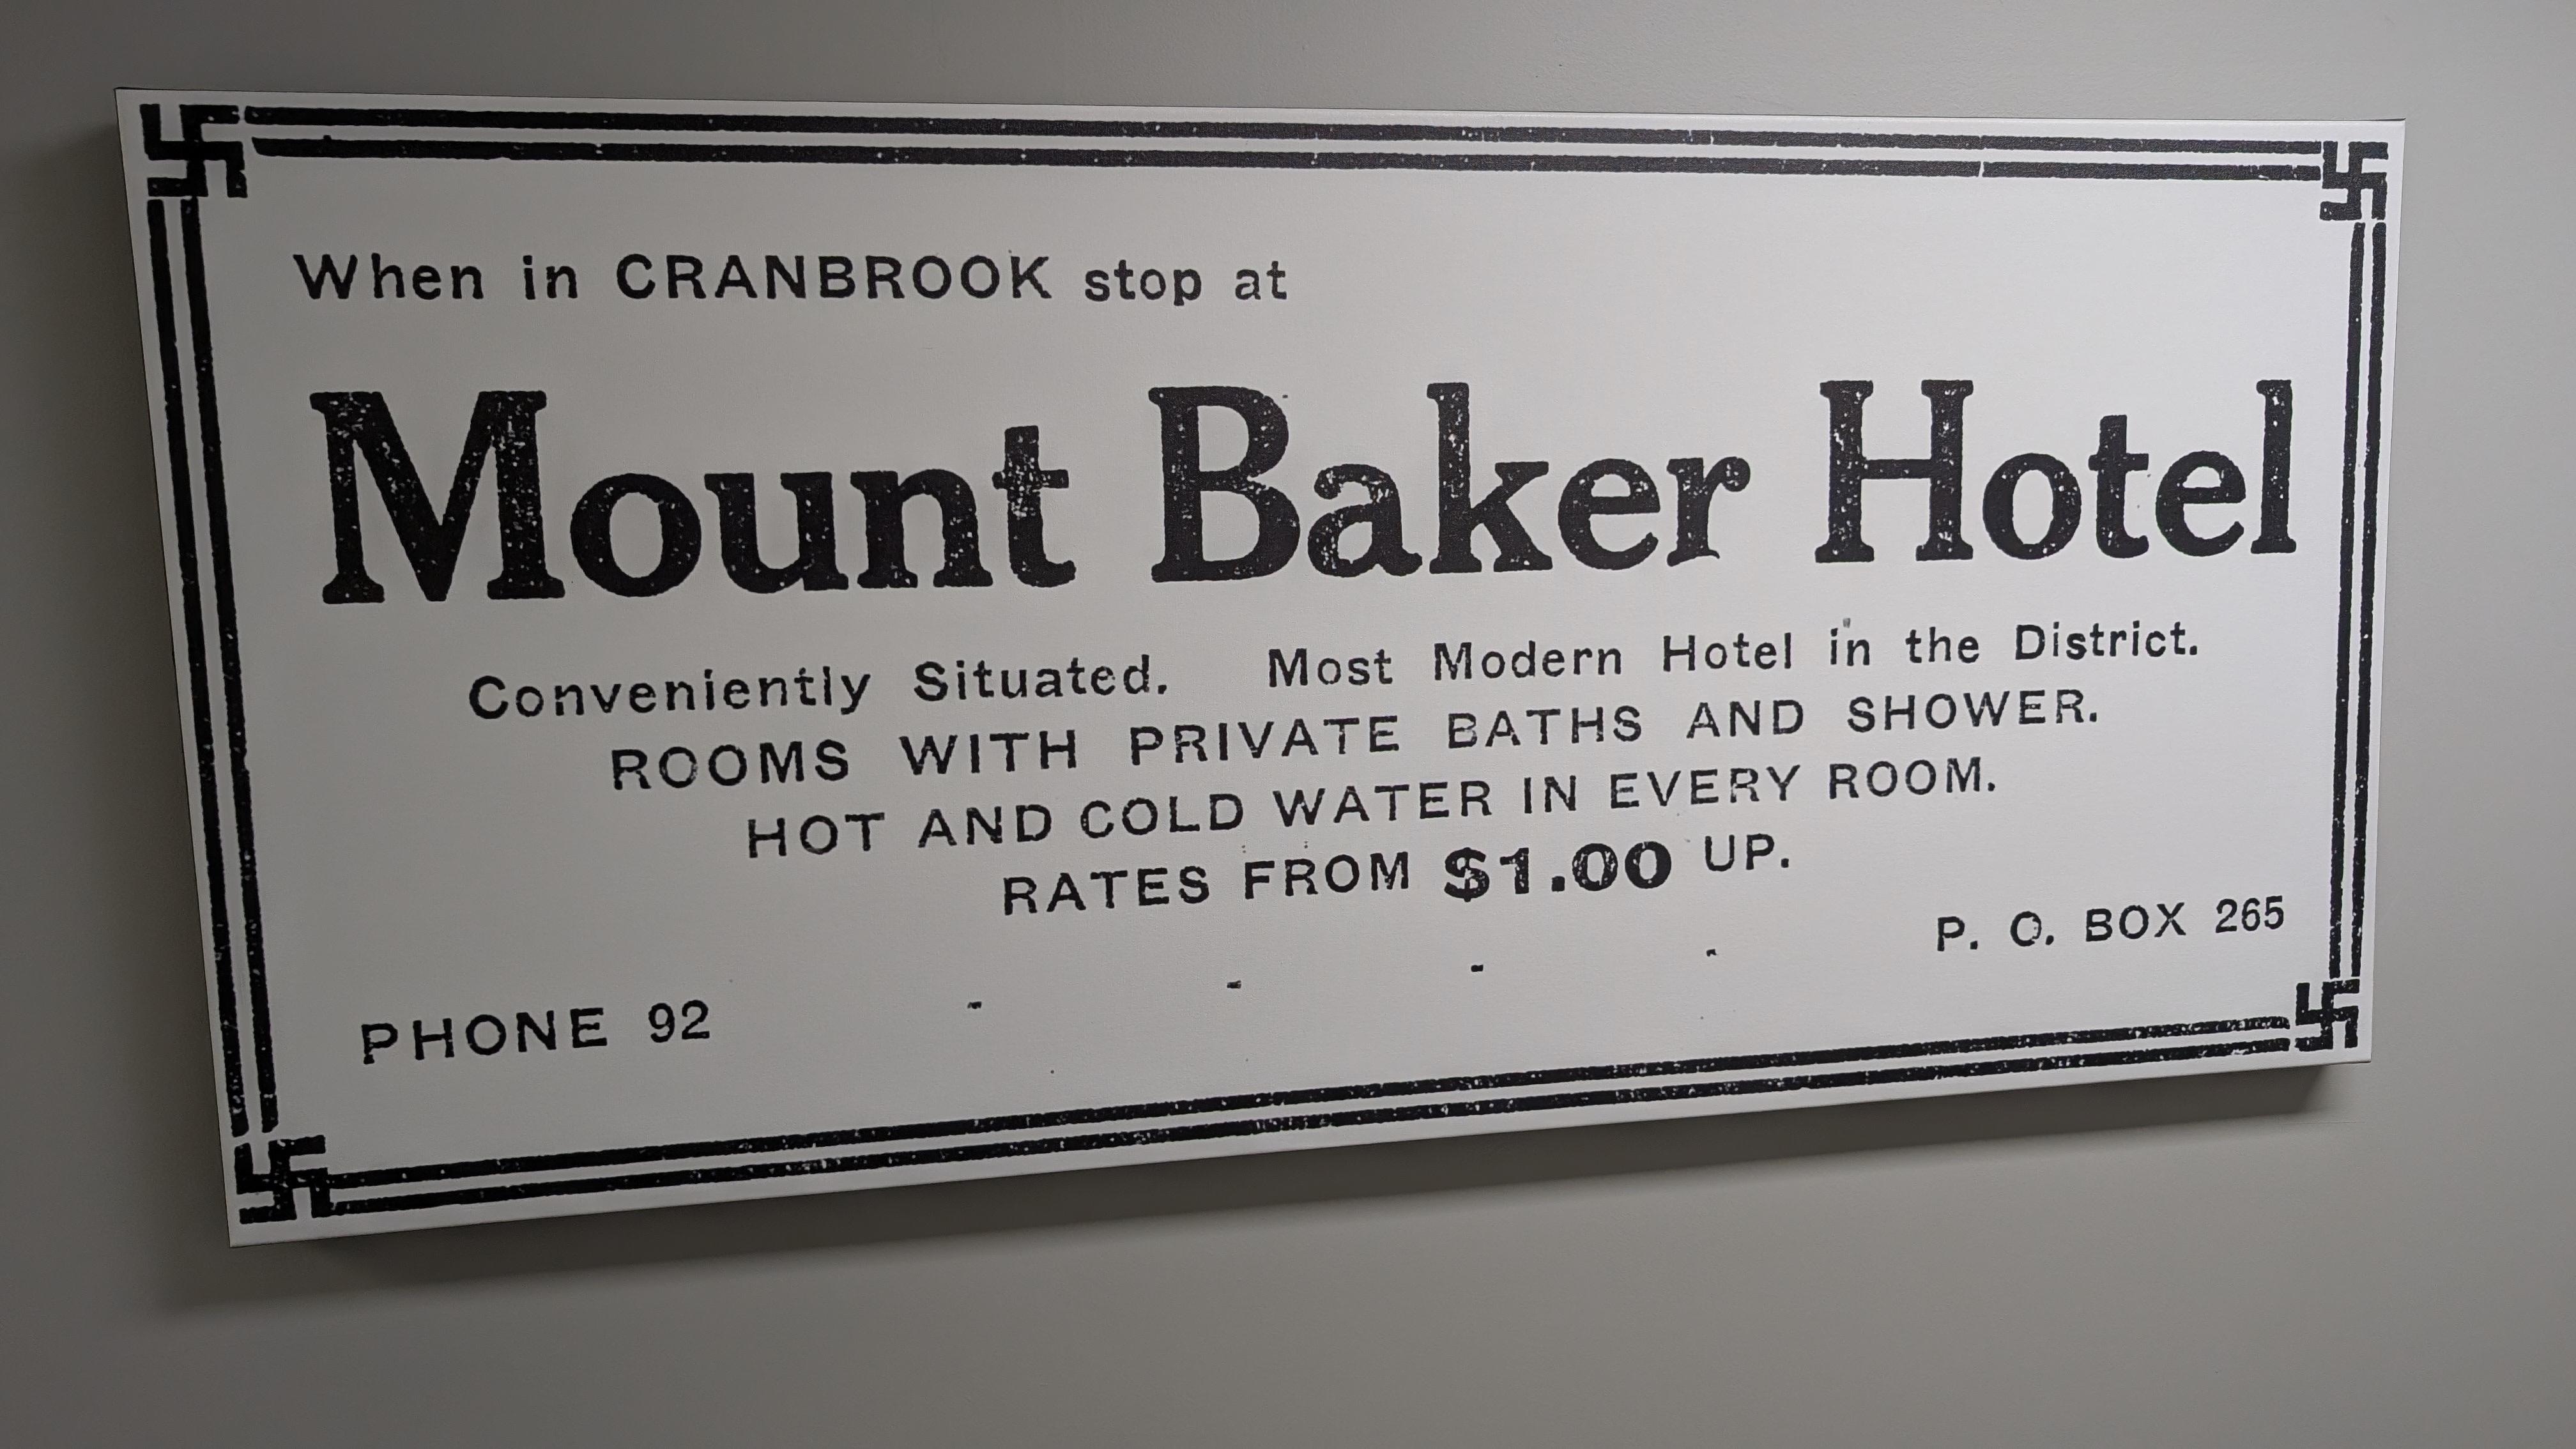 When in CRANBROOK stop at
Mount Baker Hotel
Conveniently Situated. Most Modern Hotel in the District.
ROOMS WITH PRIVATE BATHS AND SHOWER.
HOT AND COLD WATER IN EVERY ROOM.
RATES FROM $1.00 UP.
PHONE 92 - - - - P. O. BOX 265